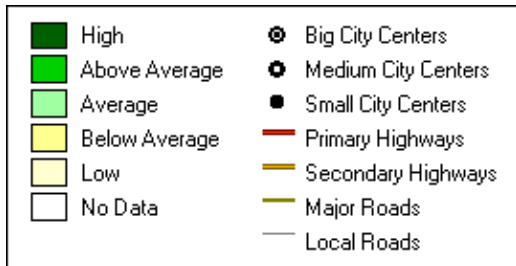 High
Above Average
Average
Below Average
Low
No Data
Big City Centers
Medium City Centers
Small City Centers
Primary Highways
Secondary Highways
Major Roads
Local Roads